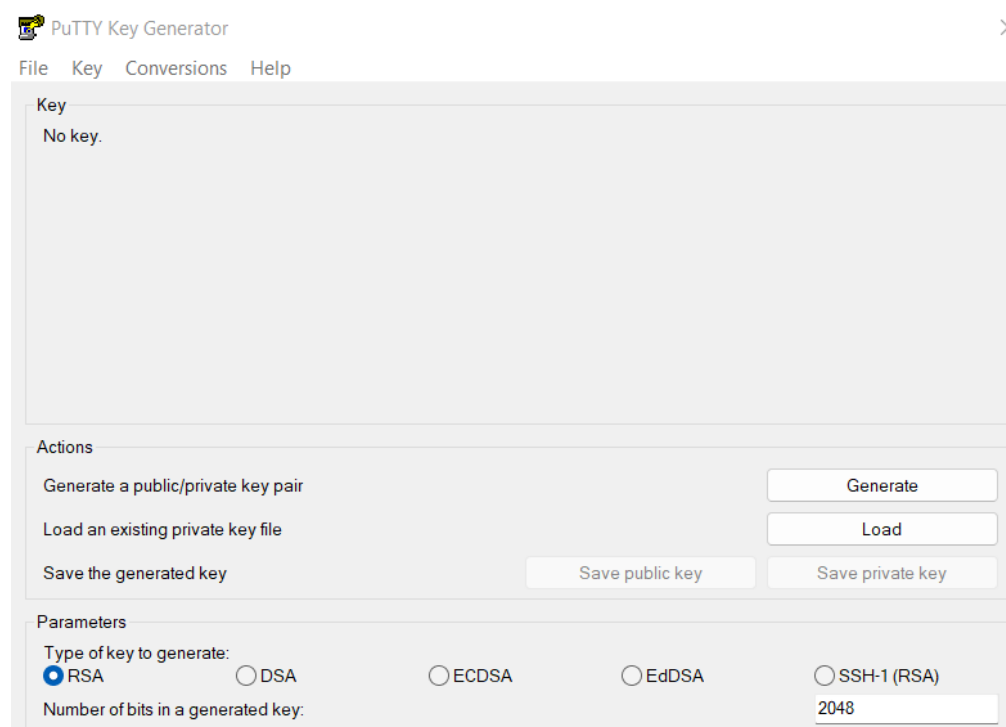 PuTTY Key Generator
File Key Conversions Help
Key
No key.
Actions
Generate a public/private key pair Generate
Load an existing private key file Load
Save the generated key Save public key Save private key
Parameters
Type of key to generate:
RSA DSA ECDSA EdDSA SSH-1 (RSA)
Number of bits in a generated key: 2048